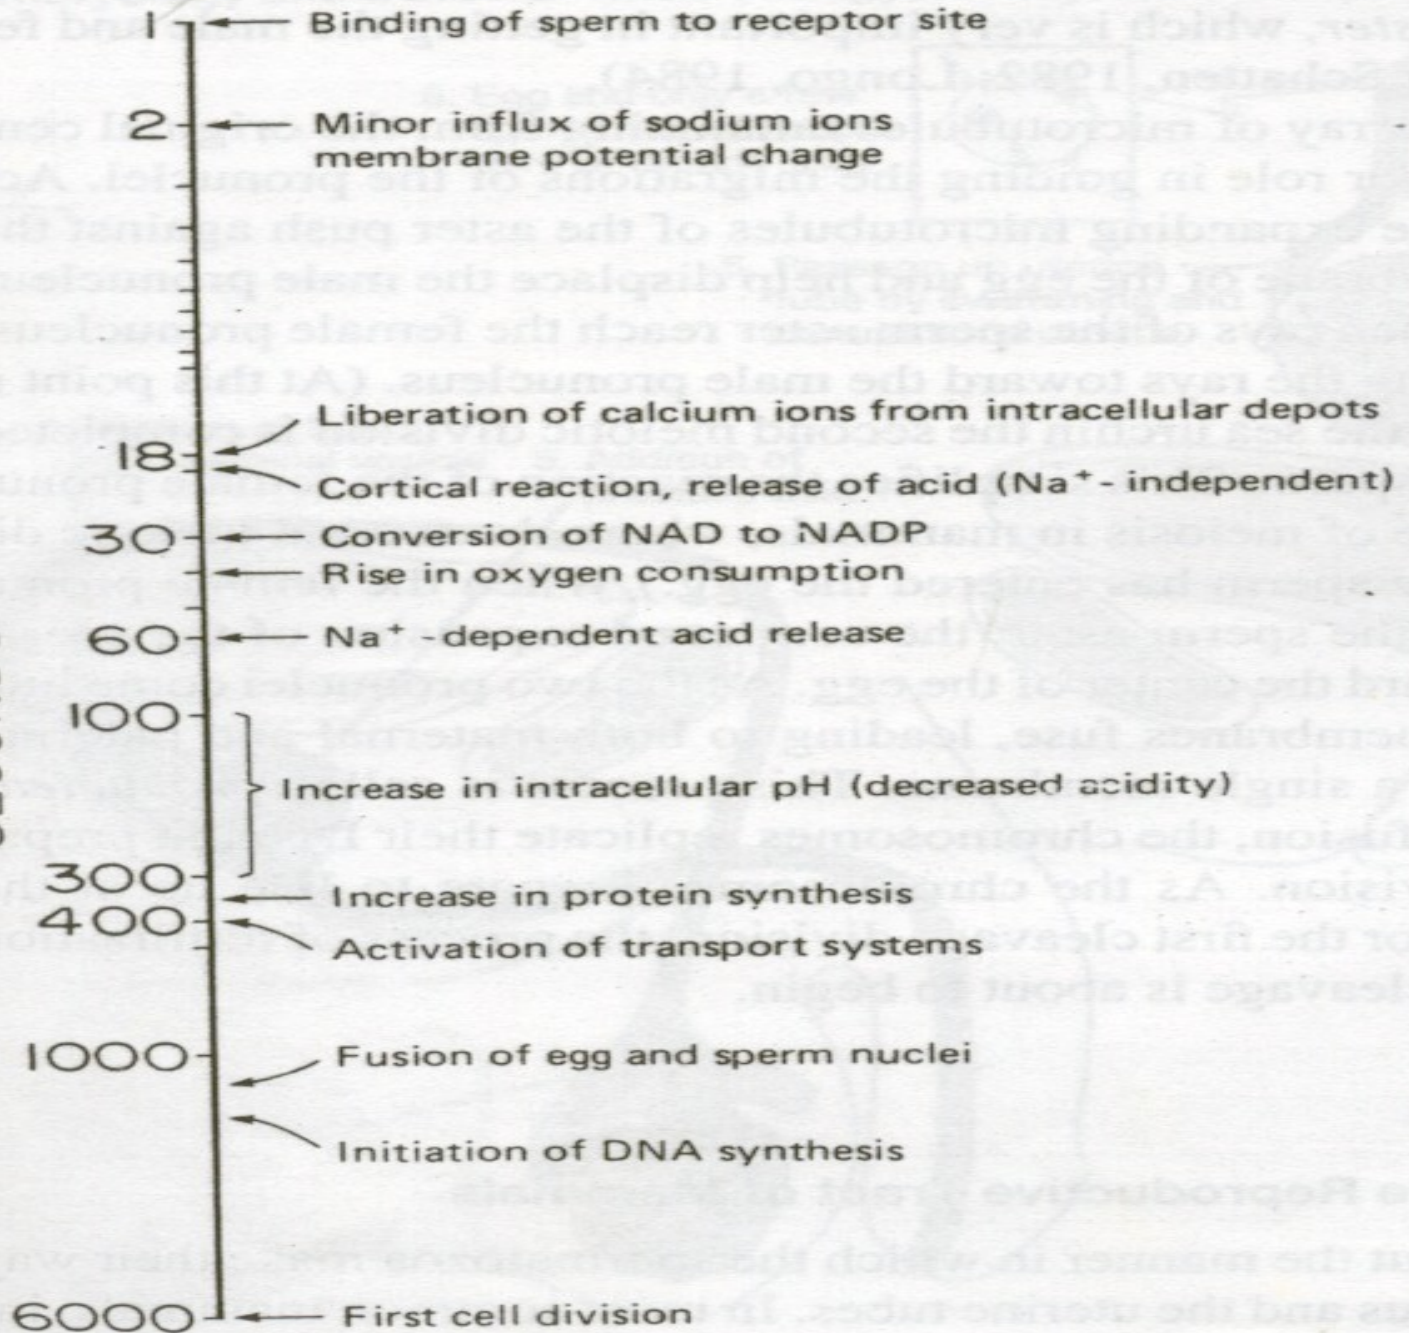 1 Binding of sperm to receptor site
2 Minor influx of sodium ions
membrane potential change
Liberation of calcium ions from intracellular depots
18
Cortical reaction, release of acid (Na⁺- independent)
30 Conversion of NAD to NADP
Rise in oxygen consumption
60 Na⁺ -dependent acid release
100
Increase in intracellular pH (decreased acidity)
300
Increase in protein synthesis
400
Activation of transport systems
1000 Fusion of egg and sperm nuclei
Initiation of DNA synthesis
6000 First cell division